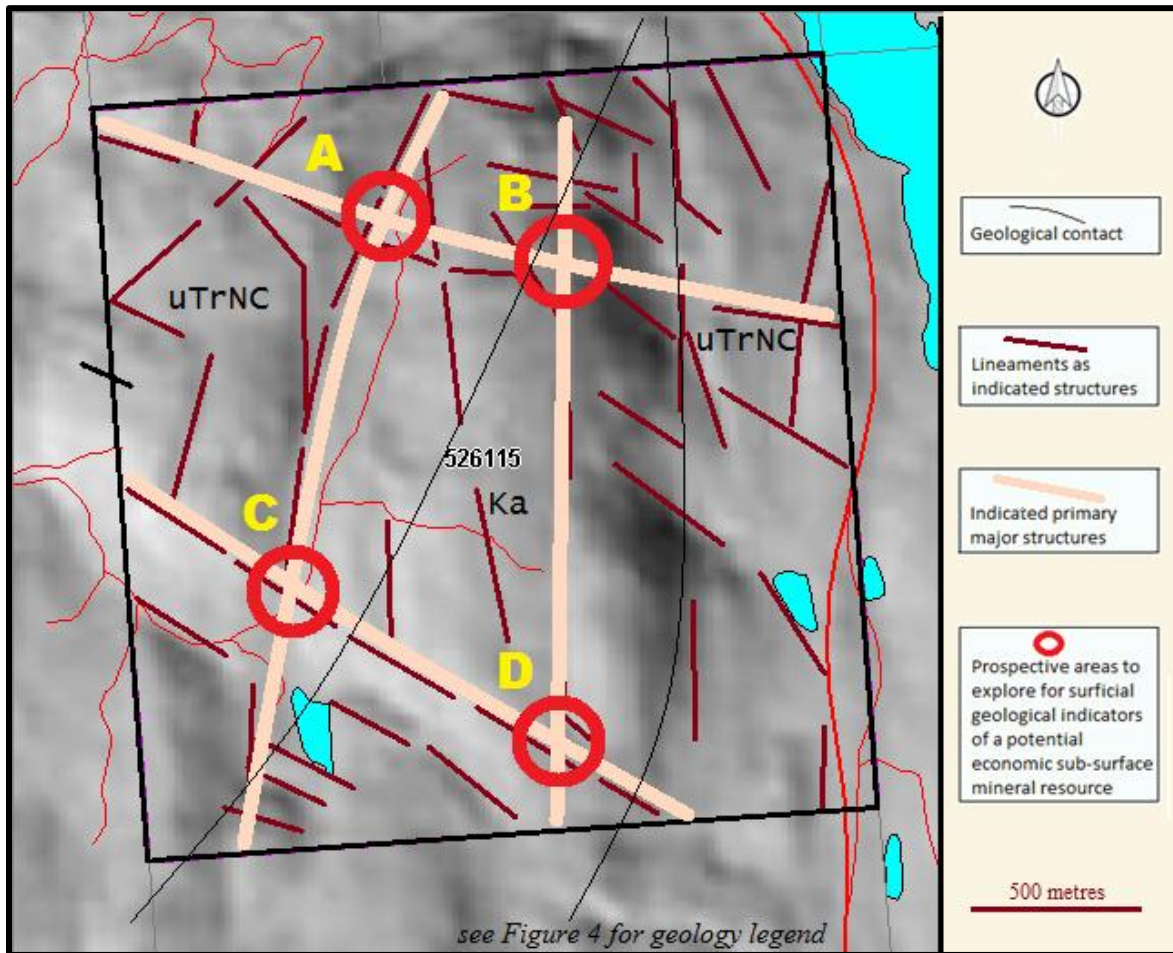 A
B
uTrNC
uTrNC
C
526115
Ka
D
see Figure 4 for geology legend
Geological contact
Lineaments as
indicated structures
Indicated primary
major structures
Prospective areas to
explore for surficial
geological indicators
of a potential
economic sub-surface
mineral resource
500 metres